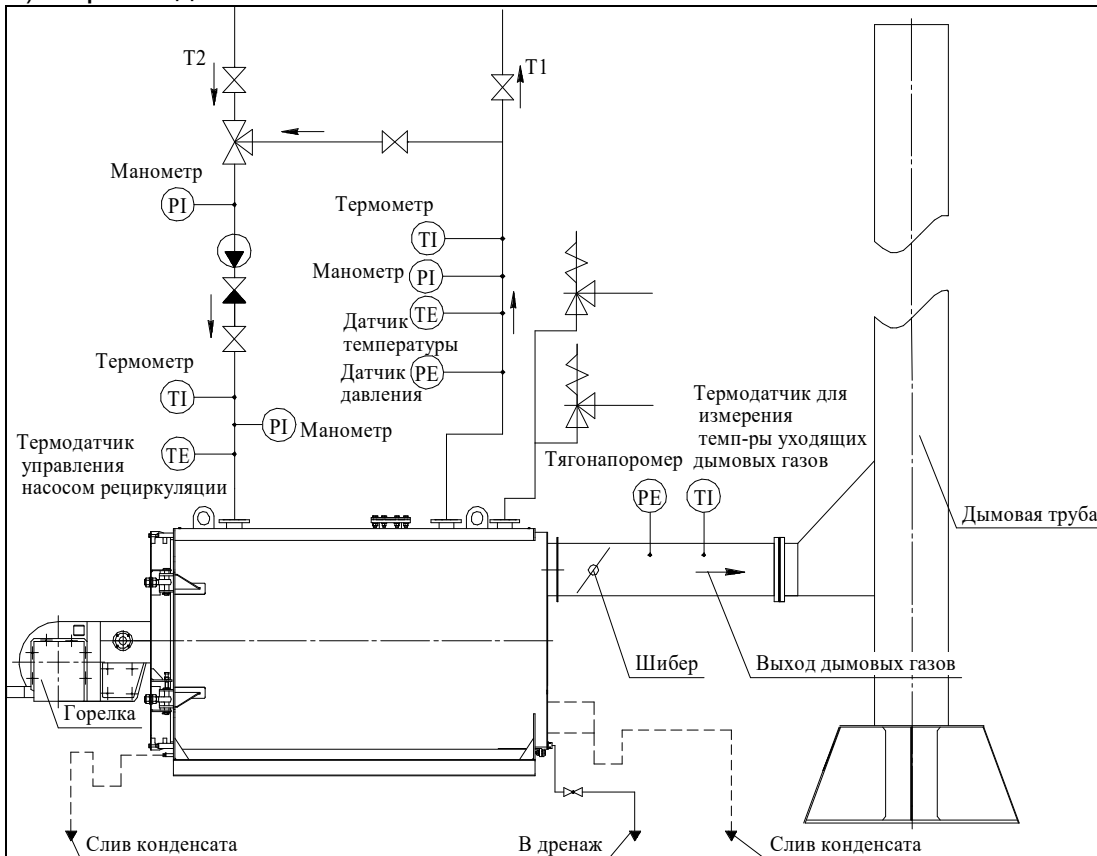 T2
T1
Манометр
PI
Термометр
TI
Манометр
PI
TE
Датчик
температуры
Датчик
давления
PE
Термометр
TI
PI
Манометр
Термодатчик
управления
насосом рециркуляции
TE
Термодатчик для
измерения
темп-ры уходящих
дымовых газов
Тягонапоромер
PE
TI
Дымовая труба
Шибер
Выход дымовых газов
Горелка
Слив конденсата
В дренаж
Слив конденсата